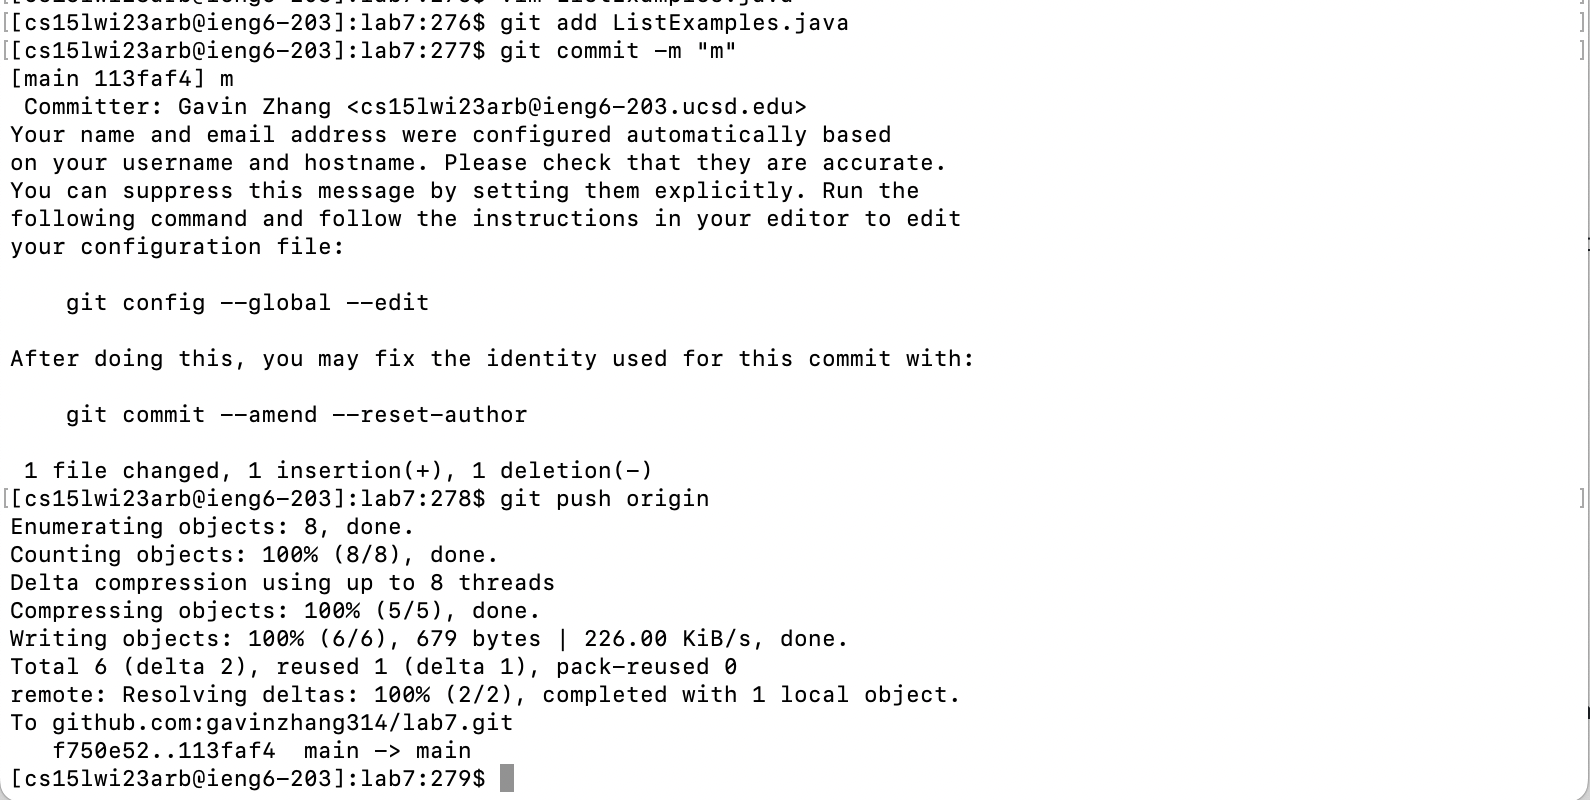 [[cs15lwi23arb@ieng6-203]:lab7:276$ git add ListExamples.java ]
[[cs15lwi23arb@ieng6-203]:lab7:277$ git commit -m "m" ]
[main 113faf4] m
 Committer: Gavin Zhang <cs15lwi23arb@ieng6-203.ucsd.edu>
Your name and email address were configured automatically based
on your username and hostname. Please check that they are accurate.
You can suppress this message by setting them explicitly. Run the
following command and follow the instructions in your editor to edit
your configuration file:

    git config --global --edit

After doing this, you may fix the identity used for this commit with:

    git commit --amend --reset-author

 1 file changed, 1 insertion(+), 1 deletion(-)
[[cs15lwi23arb@ieng6-203]:lab7:278$ git push origin ]
Enumerating objects: 8, done.
Counting objects: 100% (8/8), done.
Delta compression using up to 8 threads
Compressing objects: 100% (5/5), done.
Writing objects: 100% (6/6), 679 bytes | 226.00 KiB/s, done.
Total 6 (delta 2), reused 1 (delta 1), pack-reused 0
remote: Resolving deltas: 100% (2/2), completed with 1 local object.
To github.com:gavinzhang314/lab7.git
   f750e52..113faf4  main -> main
[cs15lwi23arb@ieng6-203]:lab7:279$